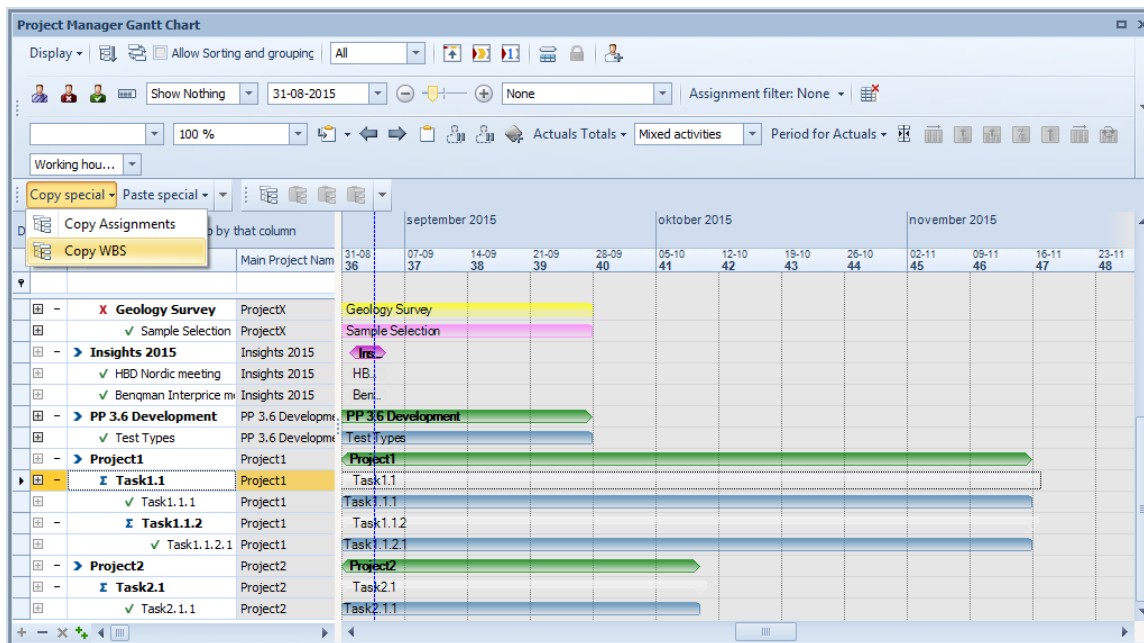 Project Manager Gantt Chart
Display Allow Sorting and grouping All
Show Nothing 31-08-2015 None Assignment filter: None
100 % Actuals Totals Mixed activities Period for Actuals
Working hou...
Copy special Paste special
Copy Assignments
Copy WBS
D by that column
september 2015 oktober 2015 november 2015
Main Project Nam
31-08 07-09 14-09 21-09 28-09 05-10 12-10 19-10 26-10 02-11 09-11 16-11 23-11
36 37 38 39 40 41 42 43 44 45 46 47 48
Geology Survey ProjectX Geology Survey
Sample Selection ProjectX Sample Selection
Insights 2015 Insights 2015 Ins...
HBD Nordic meeting Insights 2015 HB...
Bengman Interprice m Insights 2015 Ben...
PP 3.6 Development PP 3.6 Developme PP 3.6 Development
Test Types PP 3.6 Developme Test Types
Project1 Project1 Project1
Σ Task1.1 Project1 Task1.1
Task1.1.1 Project1 Task1.1.1
Σ Task1.1.2 Project1 Task1.1.2
Task1.1.2.1 Project1 Task1.1.2.1
Project2 Project2 Project2
Σ Task2.1 Project2 Task2.1
Task2.1.1 Project2 Task2.1.1